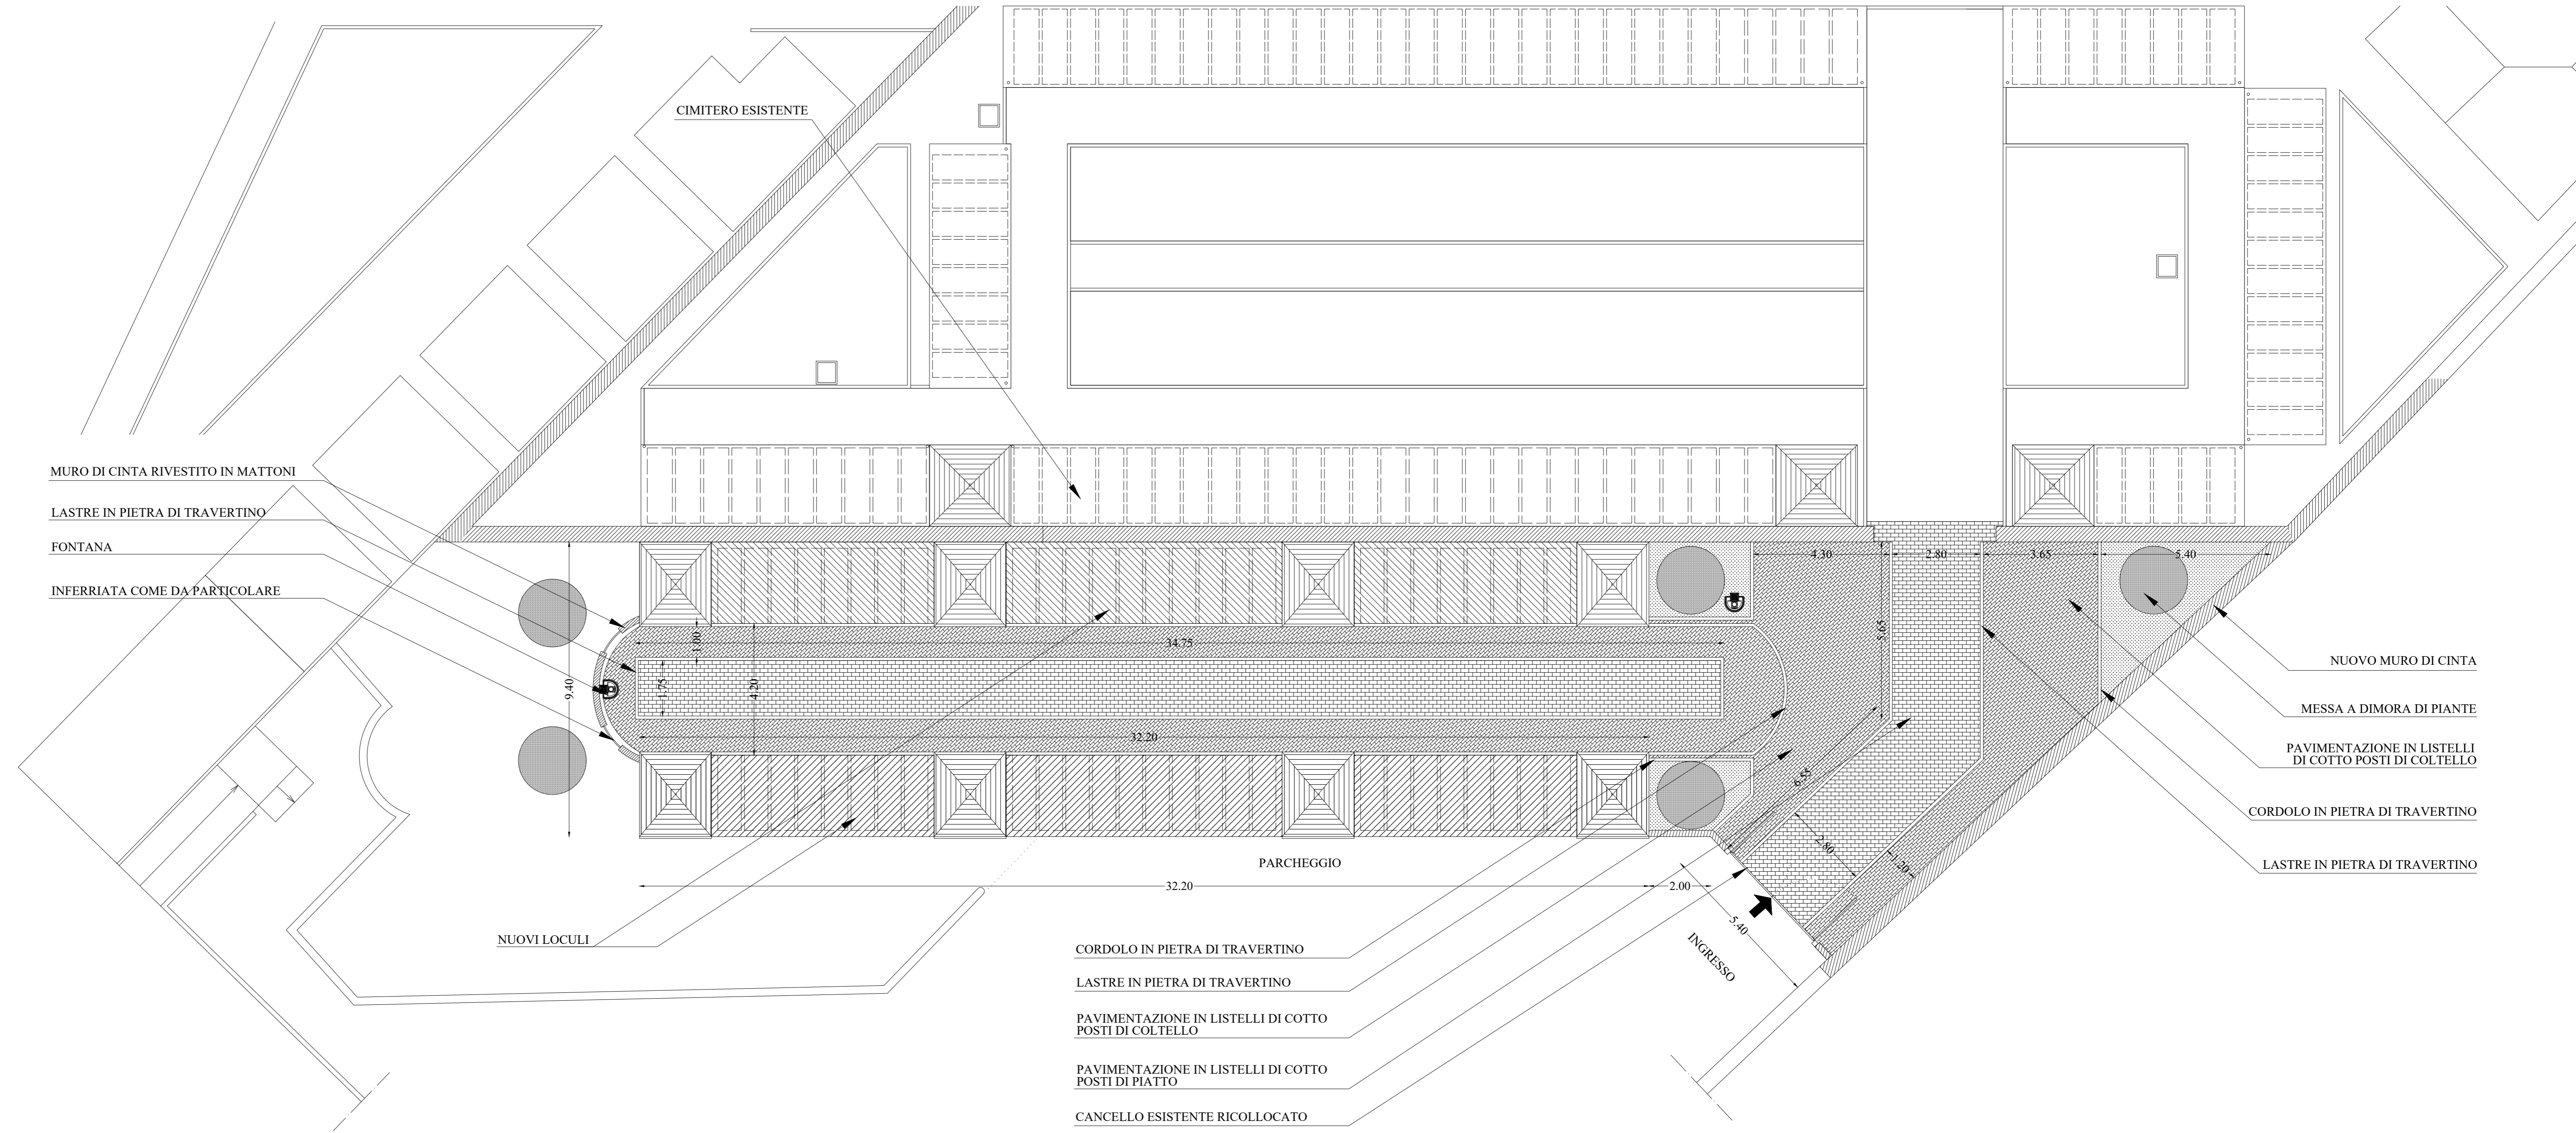 CIMITERO ESISTENTE
MURO DI CINTA RIVESTITO IN MATTONI
LASTRE IN PIETRA DI TRAVERTINO
FONTANA
INFERRIATA COME DA PARTICOLARE
4.30
2.80
3.65
5.40
1.00
34.75
5.65
9.40
1.75
4.20
32.20
6.55
2.80
1.20
NUOVO MURO DI CINTA
MESSA A DIMORA DI PIANTE
PAVIMENTAZIONE IN LISTELLI
DI COTTO POSTI DI COLTELLO
CORDOLO IN PIETRA DI TRAVERTINO
LASTRE IN PIETRA DI TRAVERTINO
PARCHEGGIO
32.20
2.00
5.40
INGRESSO
NUOVI LOCULI
CORDOLO IN PIETRA DI TRAVERTINO
LASTRE IN PIETRA DI TRAVERTINO
PAVIMENTAZIONE IN LISTELLI DI COTTO
POSTI DI COLTELLO
PAVIMENTAZIONE IN LISTELLI DI COTTO
POSTI DI PIATTO
CANCELLO ESISTENTE RICOLLOCATO